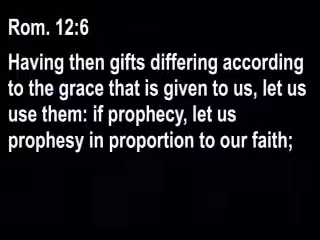 Rom. 12:6
Having then gifts differing according
to the grace that is given to us, let us
use them: if prophecy, let us
prophesy in proportion to our faith;